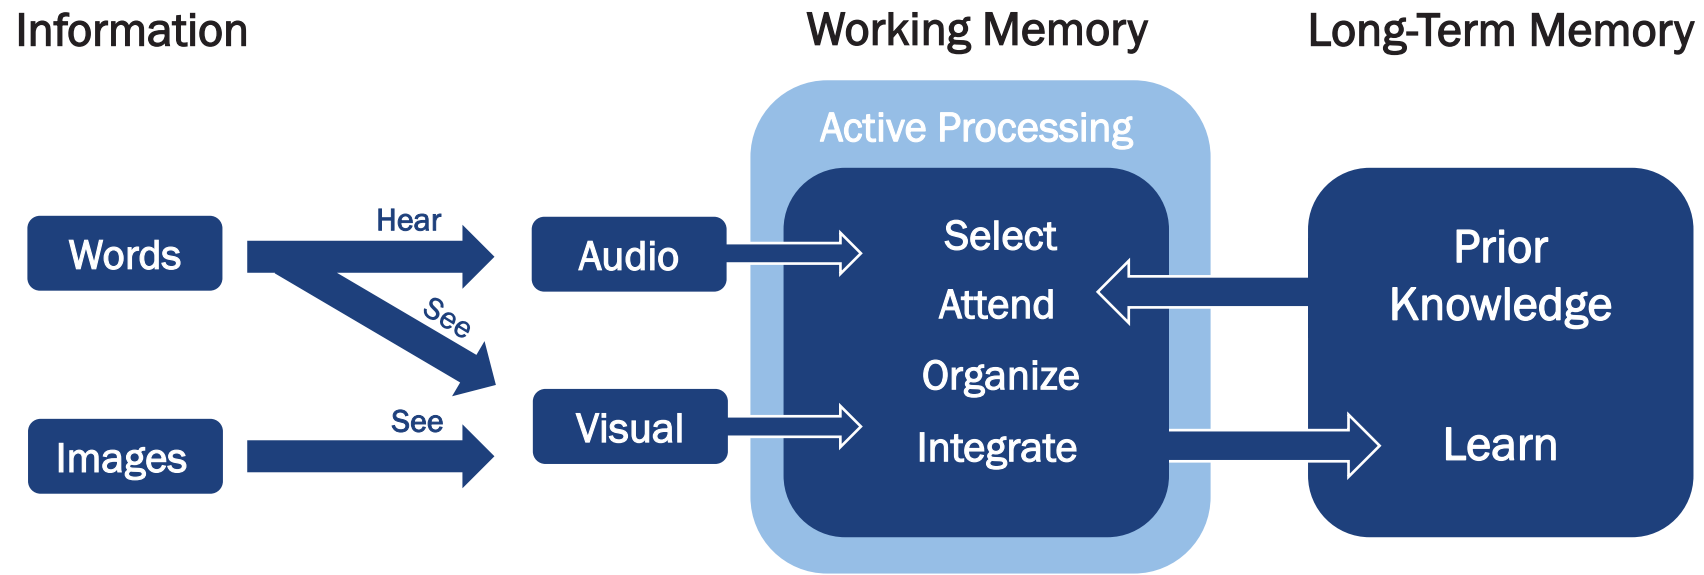 Information
Working Memory
Long-Term Memory
Active Processing
Words
Hear
See
Images
See
Audio
Visual
Select
Attend
Organize
Integrate
Prior
Knowledge
Learn